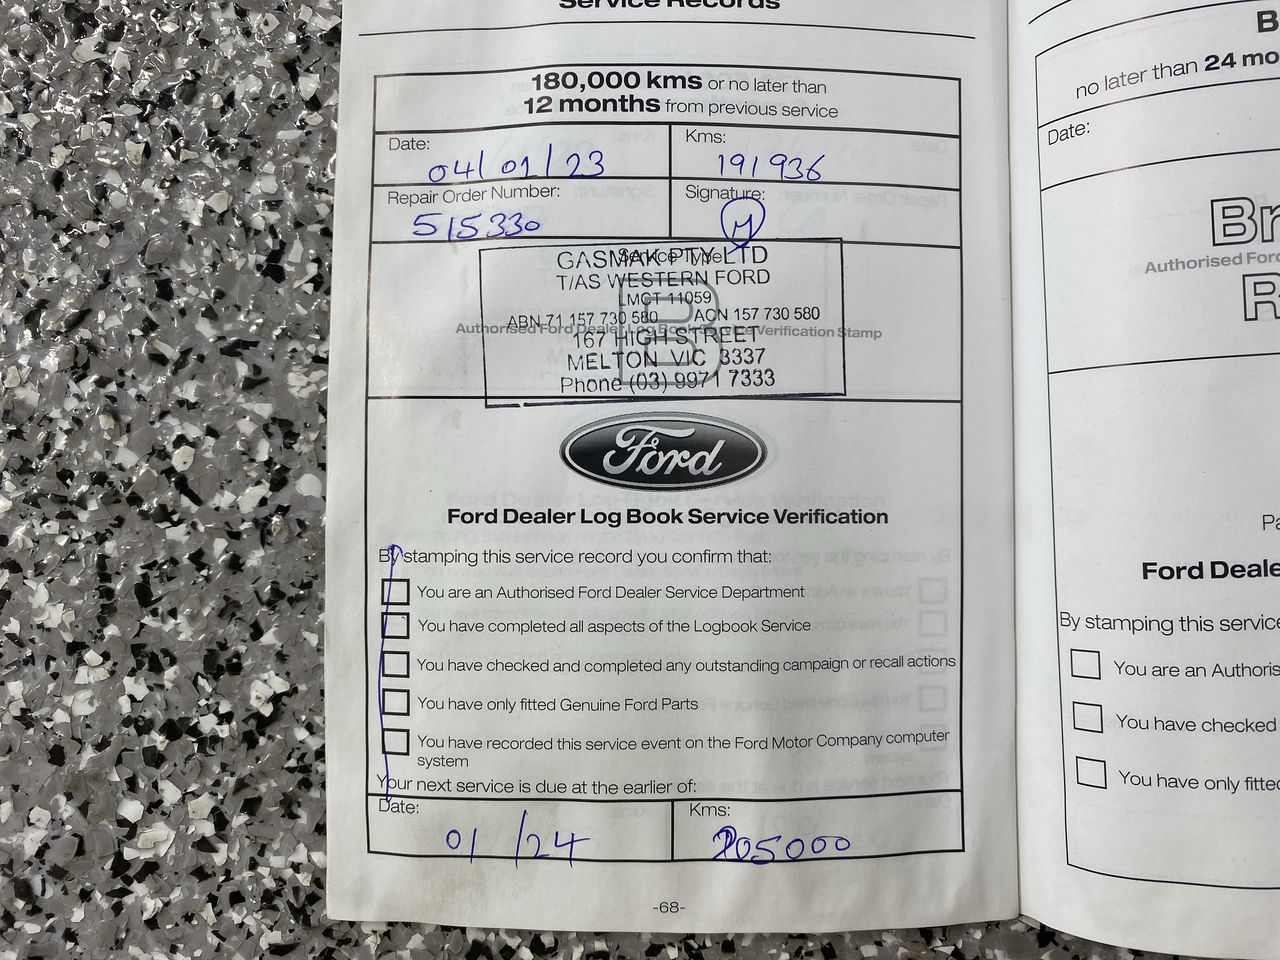 Service Records
180,000 kms or no later than
12 months from previous service
Date:
04/01/23
Kms:
191936
Repair Order Number:
515330
Signature:
M
Service Type
B
Authorised Ford Dealer Log Book Service Verification Stamp
GASMAK PTY LTD
T/AS WESTERN FORD
LMCT 11059
ABN 71 157 730 580 ACN 157 730 580
167 HIGH STREET
MELTON VIC 3337
Phone (03) 9971 7333
Ford
Ford Dealer Log Book Service Verification
By stamping this service record you confirm that:
You are an Authorised Ford Dealer Service Department
You have completed all aspects of the Logbook Service
You have checked and completed any outstanding campaign or recall actions
You have only fitted Genuine Ford Parts
You have recorded this service event on the Ford Motor Company computer
system
Your next service is due at the earlier of:
Date:
01/24
Kms:
205000
-68-
B
no later than 24 mo
Date:
Br
Authorised Ford
R
Pa
Ford Deale
By stamping this service
You are an Authoris
You have checked
You have only fitte